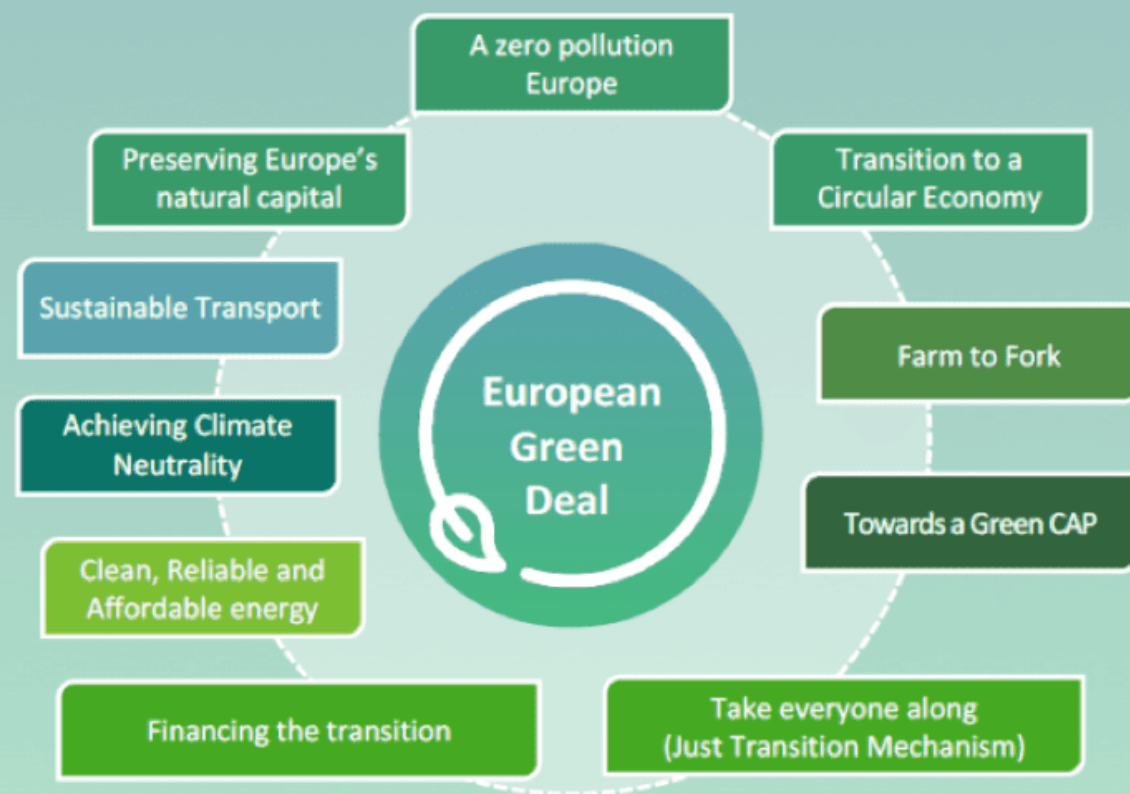 A zero pollution
Europe
Preserving Europe's
natural capital
Transition to a
Circular Economy
Sustainable Transport
Farm to Fork
European
Green
Deal
Achieving Climate
Neutrality
Towards a Green CAP
Clean, Reliable and
Affordable energy
Financing the transition
Take everyone along
(Just Transition Mechanism)